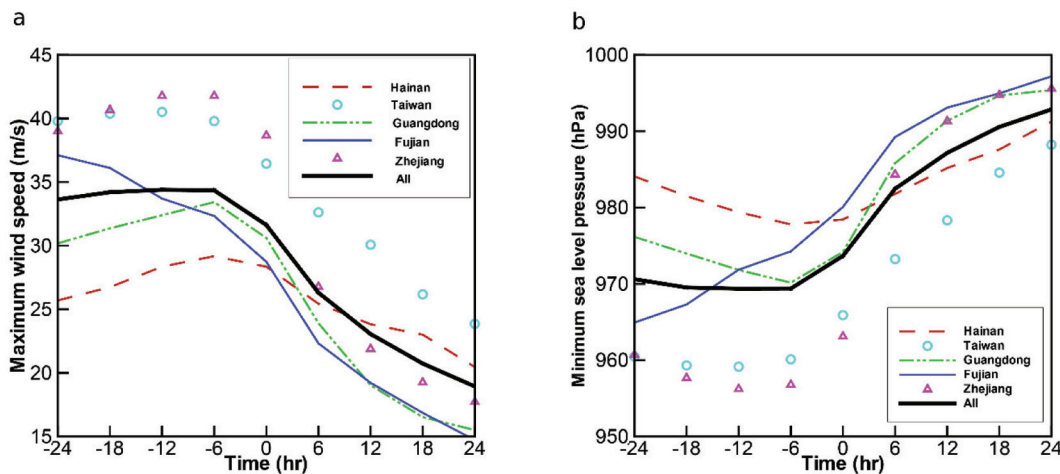 a
Maximum wind speed (m/s)
45
40
35
30
25
20
15
-24 -18 -12 -6 0 6 12 18 24
Time (hr)
Hainan
Taiwan
Guangdong
Fujian
Zhejiang
All
b
Minimum sea level pressure (hPa)
1000
990
980
970
960
950
-24 -18 -12 -6 0 6 12 18 24
Time (hr)
Hainan
Taiwan
Guangdong
Fujian
Zhejiang
All